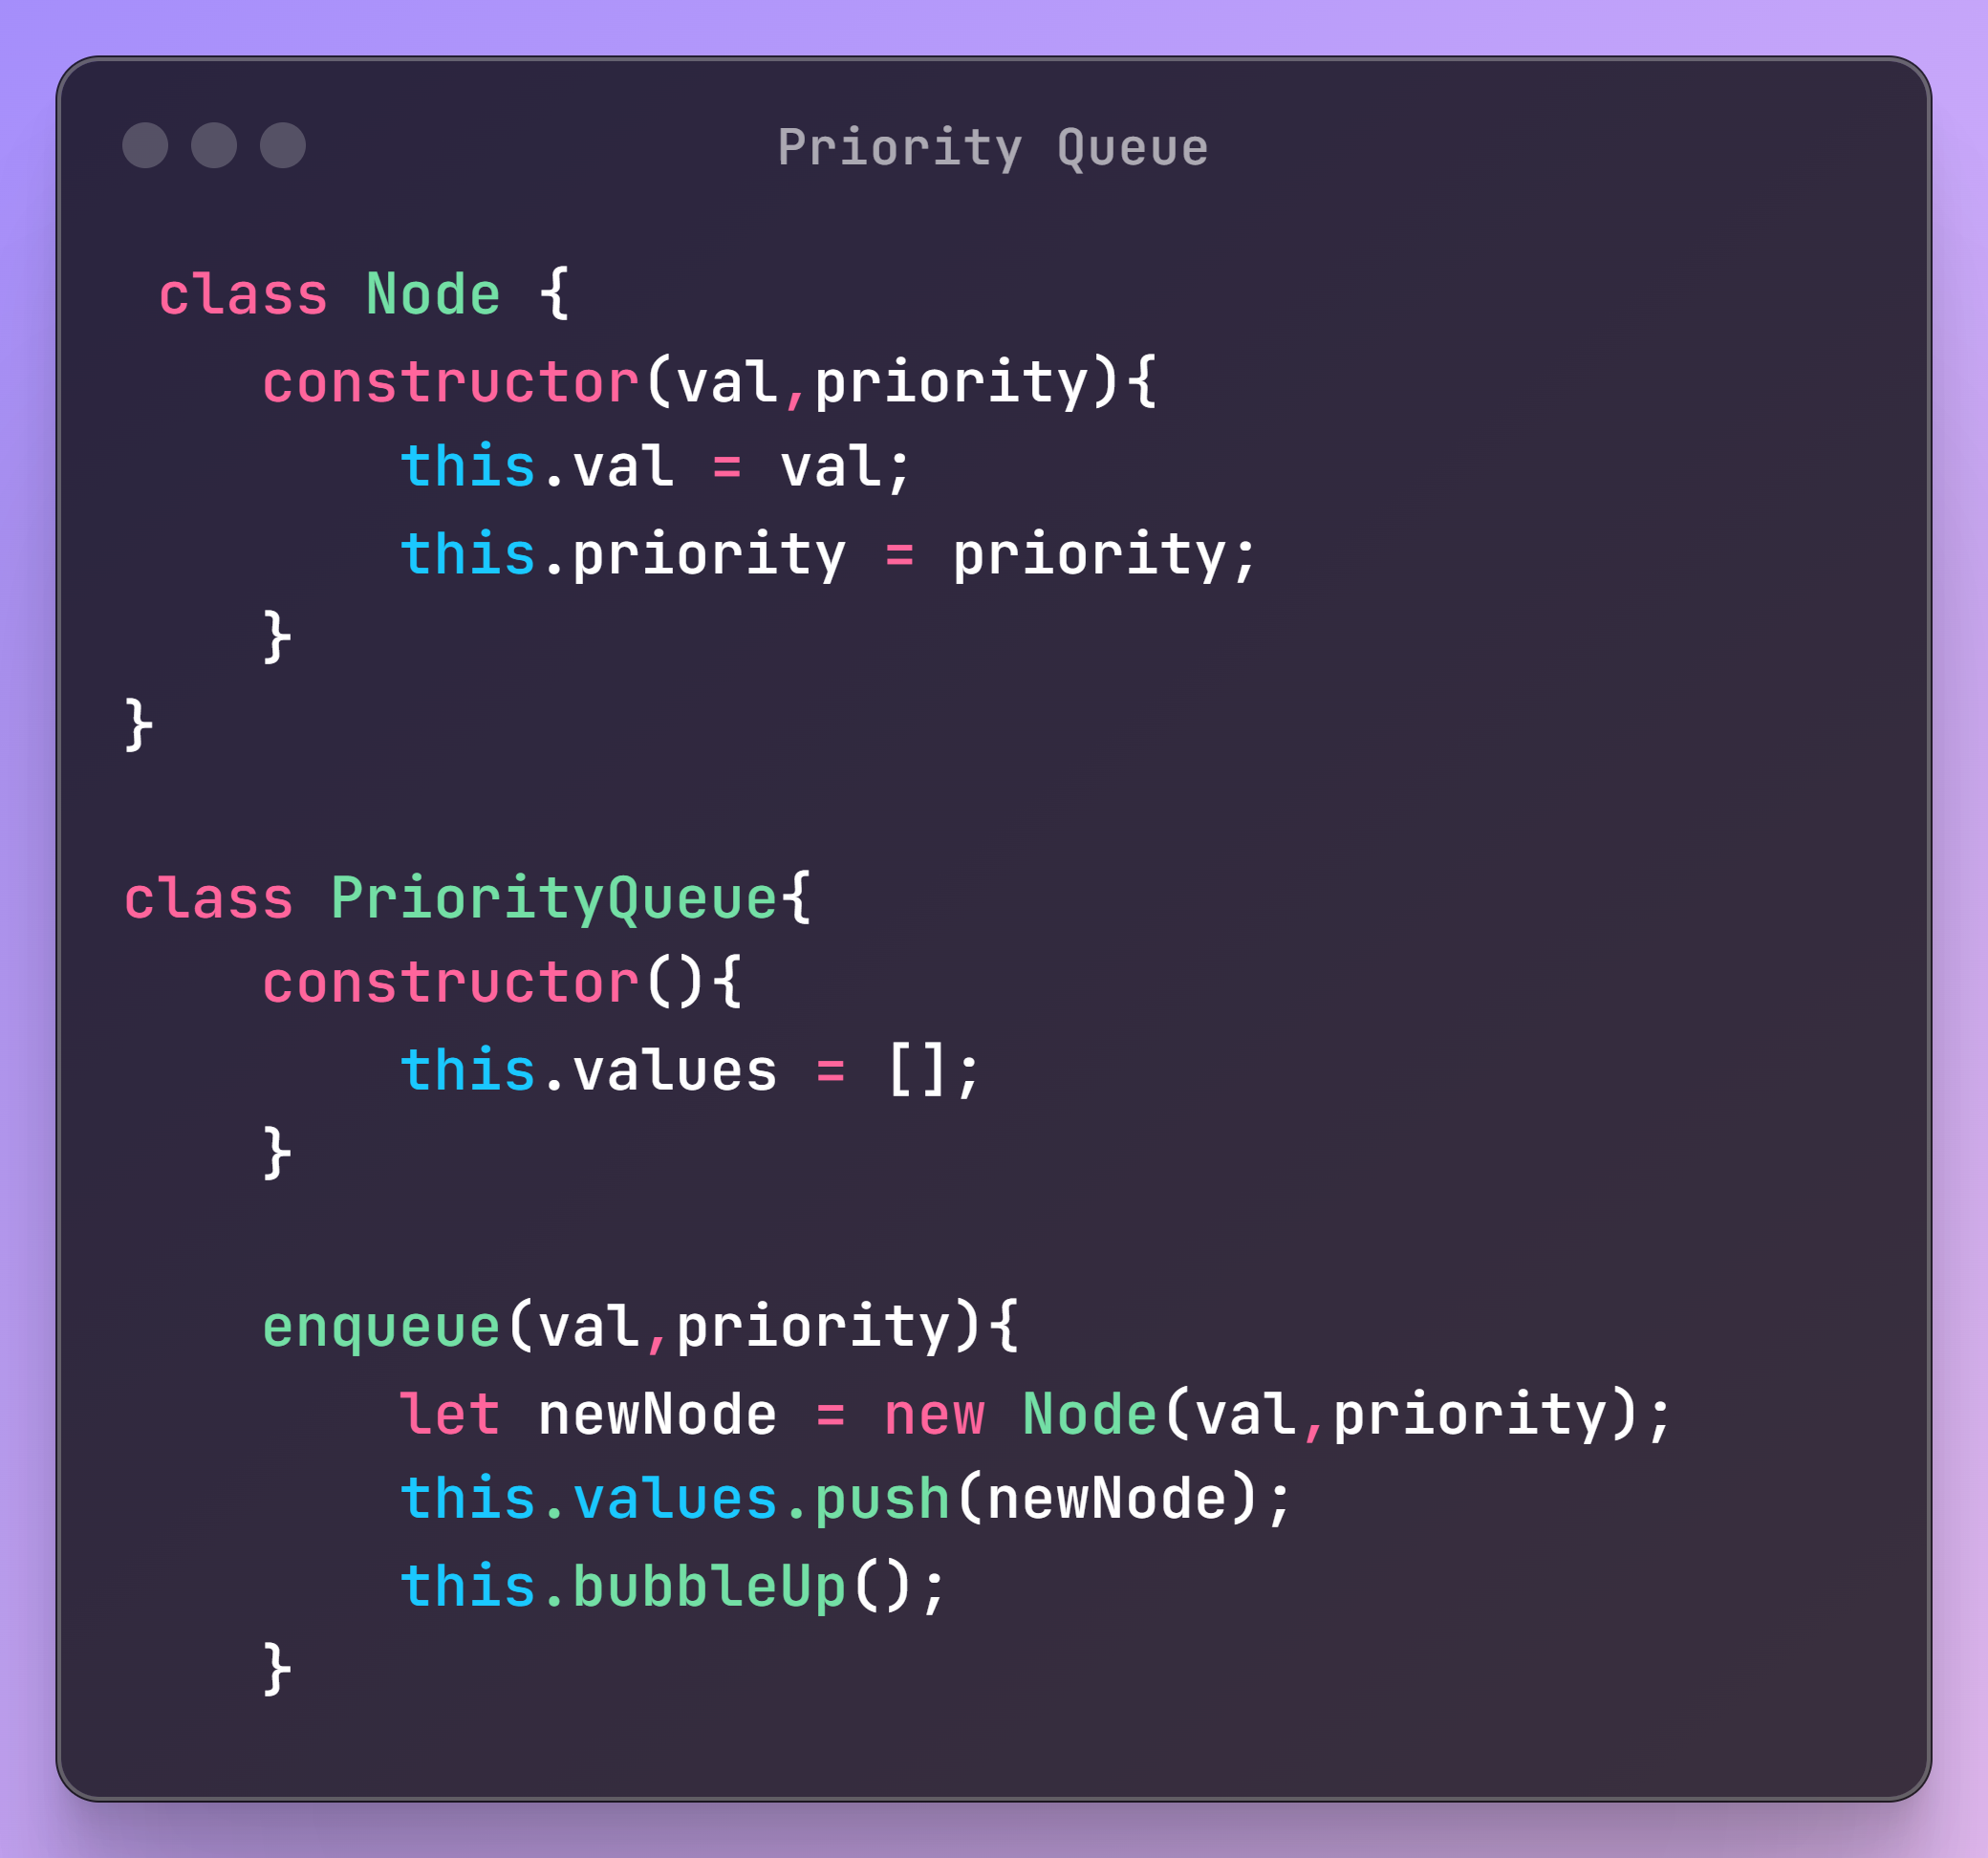 Priority Queue
class Node {
    constructor(val,priority){
        this.val = val;
        this.priority = priority;
    }
}
class PriorityQueue{
    constructor(){
        this.values = [];
    }
    enqueue(val,priority){
        let newNode = new Node(val,priority);
        this.values.push(newNode);
        this.bubbleUp();
    }